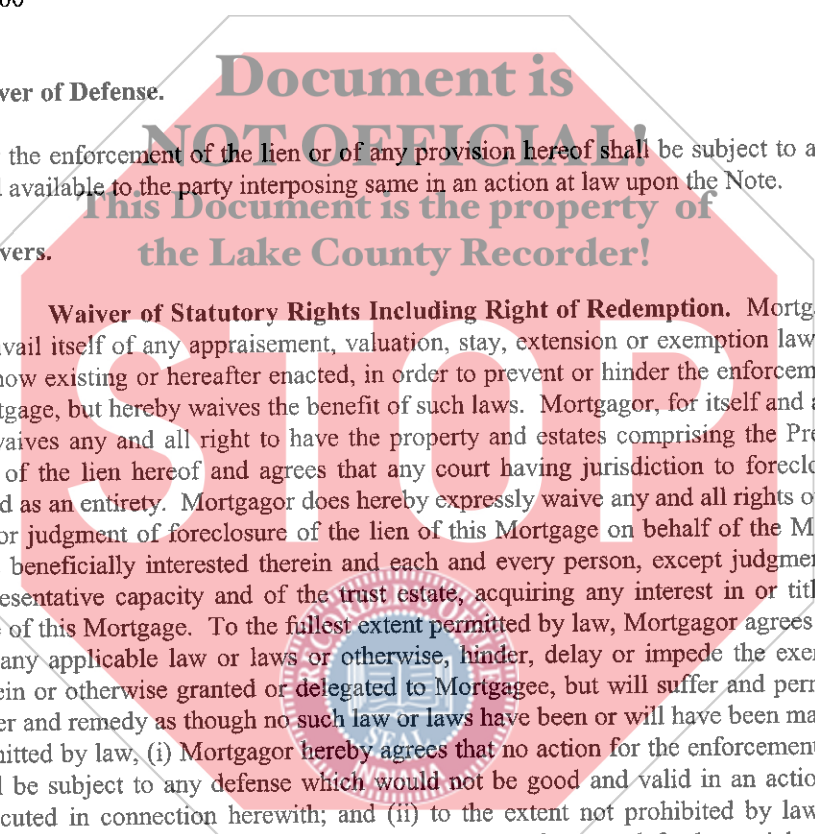 00
ver of Defense.
Document is
NOT OFFICIAL!
the enforcement of the lien or of any provision hereof shall be subject to a
available to the party interposing same in an action at law upon the Note.
This Document is the property of
the Lake County Recorder!
vers.
Waiver of Statutory Rights Including Right of Redemption. Mortg
vail itself of any appraisement, valuation, stay, extension or exemption law
now existing or hereafter enacted, in order to prevent or hinder the enforcem
tgage, but hereby waives the benefit of such laws. Mortgagor, for itself and a
vaives any and all right to have the property and estates comprising the Pre
of the lien hereof and agrees that any court having jurisdiction to foreclo
d as an entirety. Mortgagor does hereby expressly waive any and all rights o
or judgment of foreclosure of the lien of this Mortgage on behalf of the M
beneficially interested therein and each and every person, except judgmen
esentative capacity and of the trust estate, acquiring any interest in or titl
e of this Mortgage. To the fullest extent permitted by law, Mortgagor agrees
any applicable law or laws or otherwise, hinder, delay or impede the exer
ein or otherwise granted or delegated to Mortgagee, but will suffer and perm
er and remedy as though no such law or laws have been or will have been ma
mitted by law, (i) Mortgagor hereby agrees that no action for the enforcement
l be subject to any defense which would not be good and valid in an actio
cuted in connection herewith; and (ii) to the extent not prohibited by law
STOP
SEAL
INDIANA